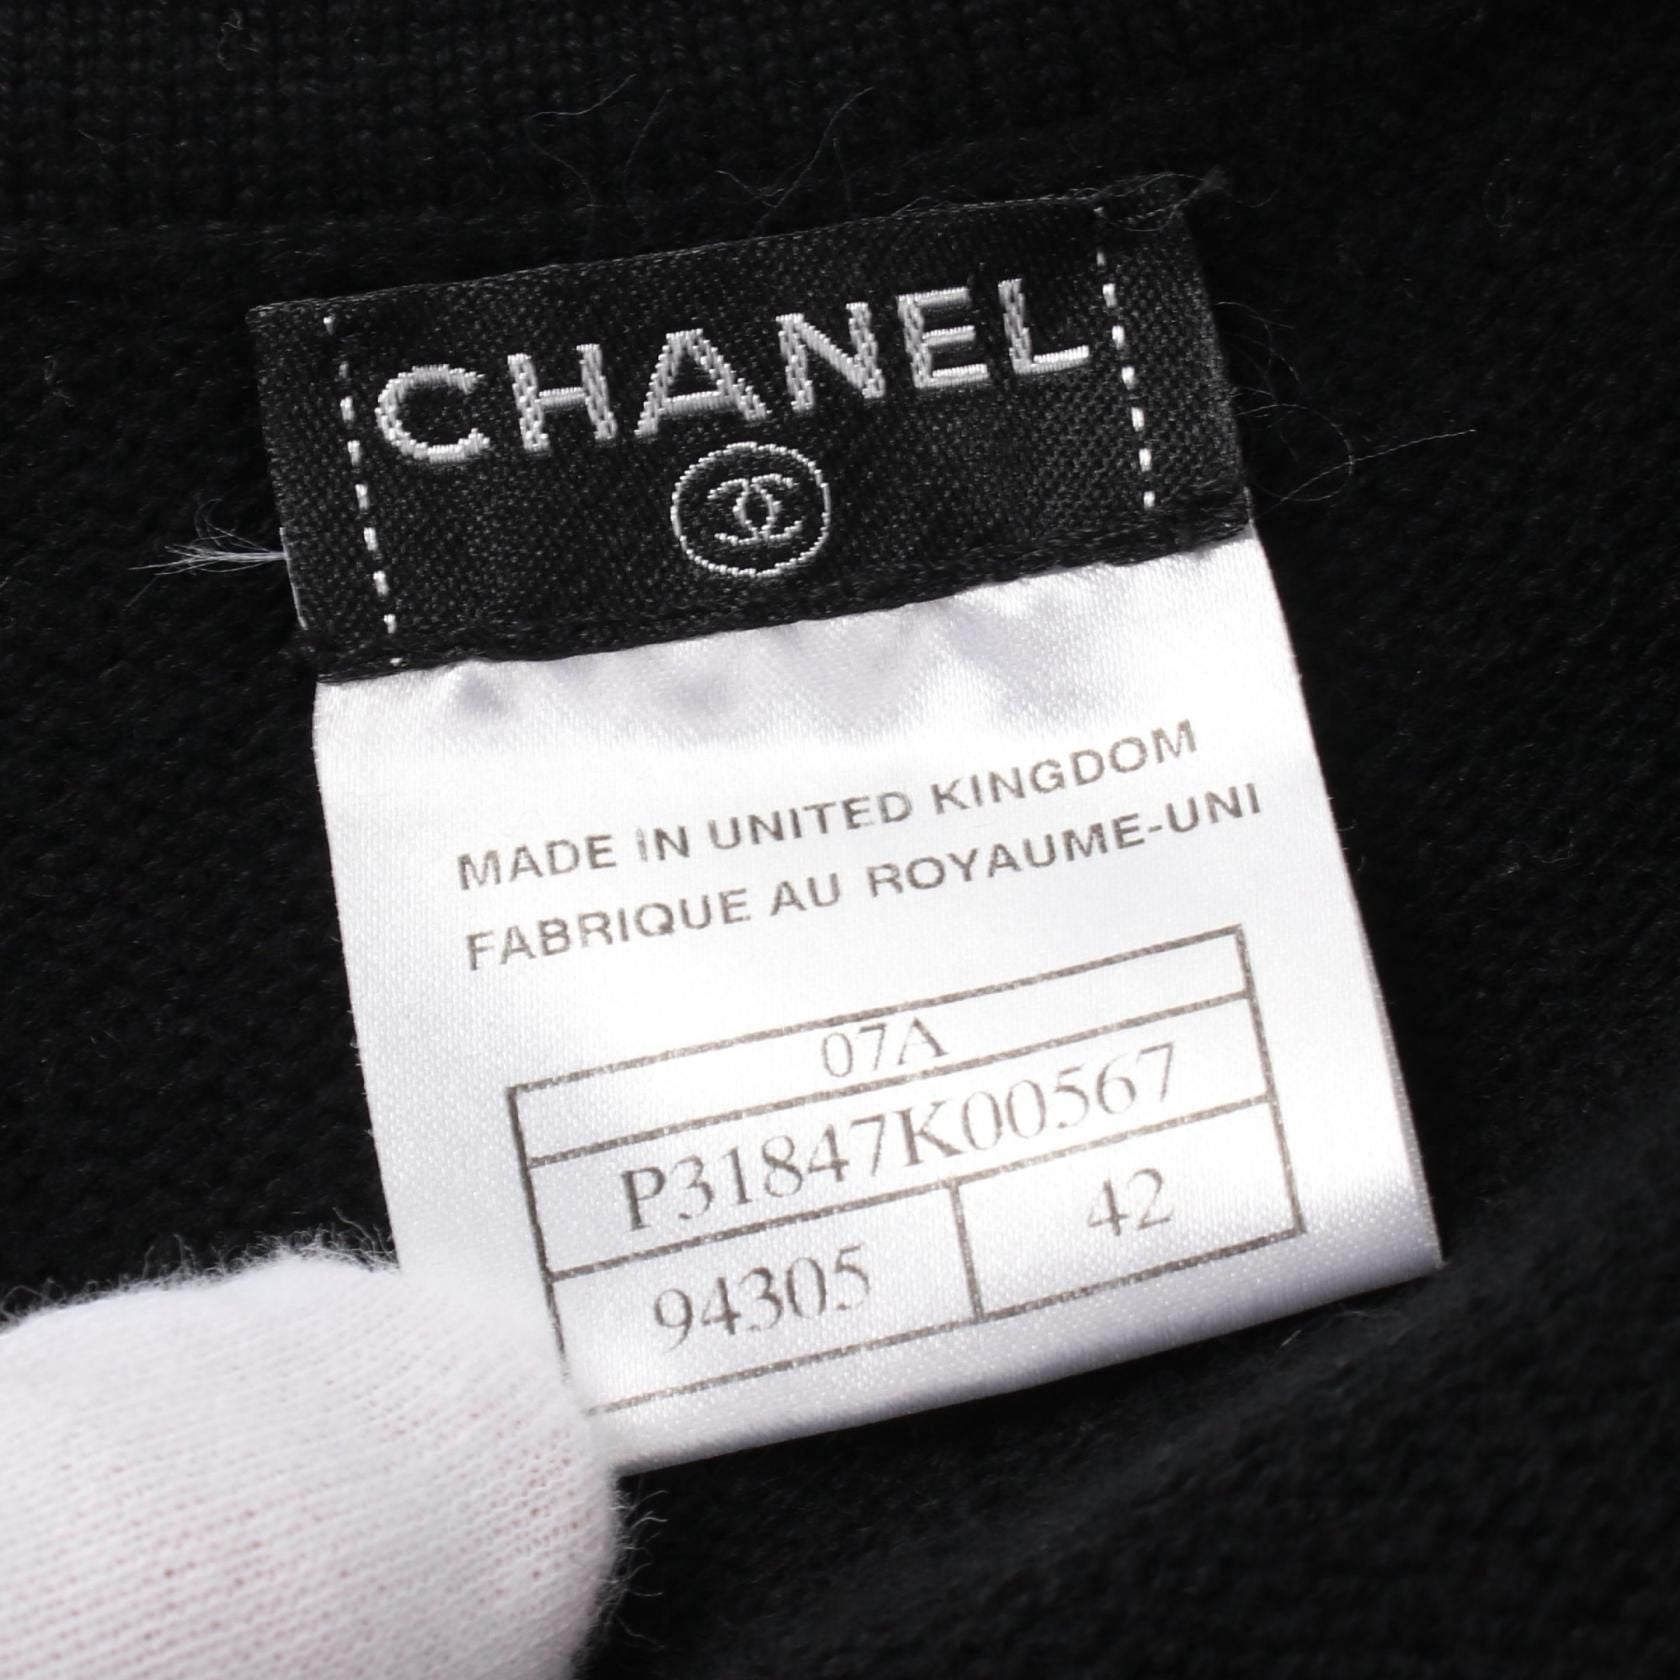 CHANEL
MADE IN UNITED KINGDOM
FABRIQUE AU ROYAUME-UNI
07A
P31847K00567
94305 42